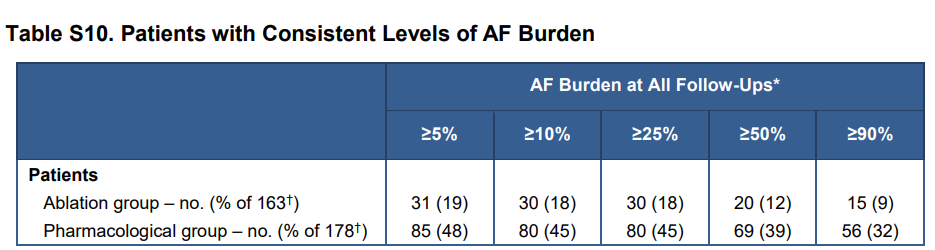 Table S10. Patients with Consistent Levels of AF Burden
AF Burden at All Follow-Ups*
≥5% ≥10% ≥25% ≥50% ≥90%
Patients
Ablation group – no. (% of 163†) 31 (19) 30 (18) 30 (18) 20 (12) 15 (9)
Pharmacological group – no. (% of 178†) 85 (48) 80 (45) 80 (45) 69 (39) 56 (32)